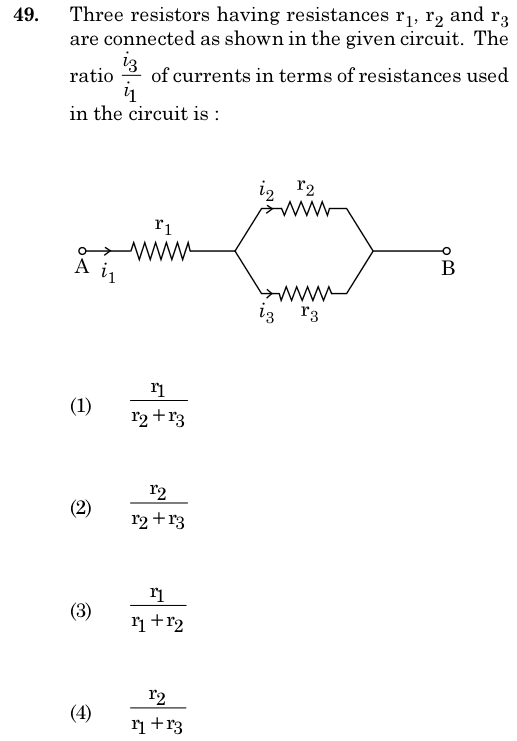 49. Three resistors having resistances r₁, r₂ and r₃
are connected as shown in the given circuit. The
ratio i₃/i₁ of currents in terms of resistances used
in the circuit is :
i₂ r₂
r₁
A i₁ B
i₃ r₃
(1) r₁/(r₂+r₃)
(2) r₂/(r₂+r₃)
(3) r₁/(r₁+r₂)
(4) r₂/(r₁+r₃)